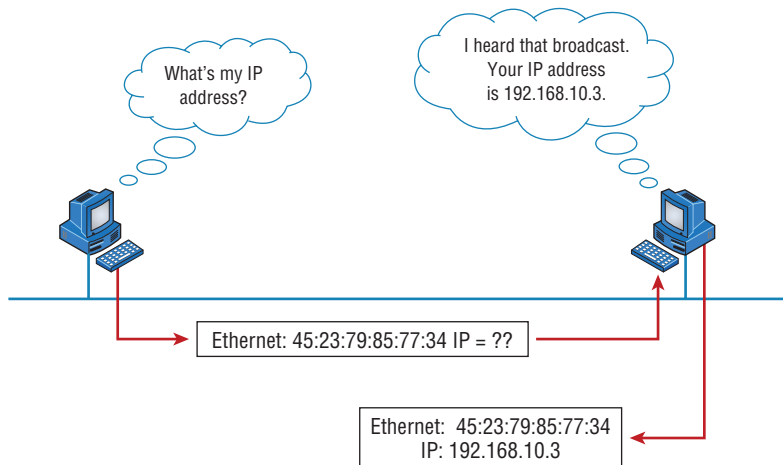 What's my IP
address?
I heard that broadcast.
Your IP address
is 192.168.10.3.
Ethernet: 45:23:79:85:77:34 IP = ??
Ethernet: 45:23:79:85:77:34
IP: 192.168.10.3